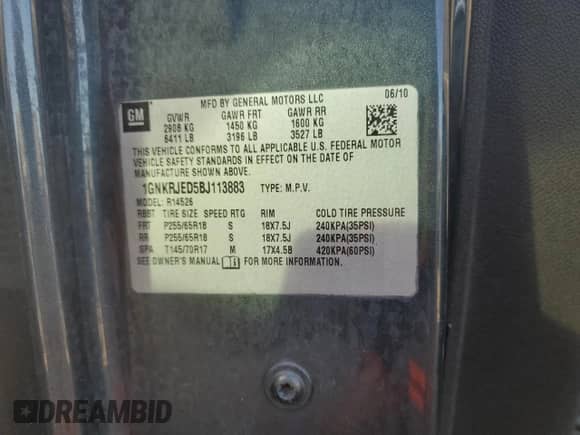 MFD BY GENERAL MOTORS LLC 06/10
GM
GVWR GAWR FRT GAWR RR
2908 KG 1450 KG 1600 KG
6411 LB 3196 LB 3527 LB
THIS VEHICLE CONFORMS TO ALL APPLICABLE U.S. FEDERAL MOTOR
VEHICLE SAFETY STANDARDS IN EFFECT ON THE DATE OF
MANUFACTURE SHOWN ABOVE.
1GNKRJED5BJ113883 TYPE: M.P.V.
MODEL: R14526
RBBT TIRE SIZE SPEED RTG RIM COLD TIRE PRESSURE
FRT P255/65R18 S 18X7.5J 240KPA(35PSI)
RR P255/65R18 S 18X7.5J 240KPA(35PSI)
SPA T145/70R17 M 17X4.5B 420KPA(60PSI)
SEE OWNER'S MANUAL FOR MORE INFORMATION.
DREAMBID